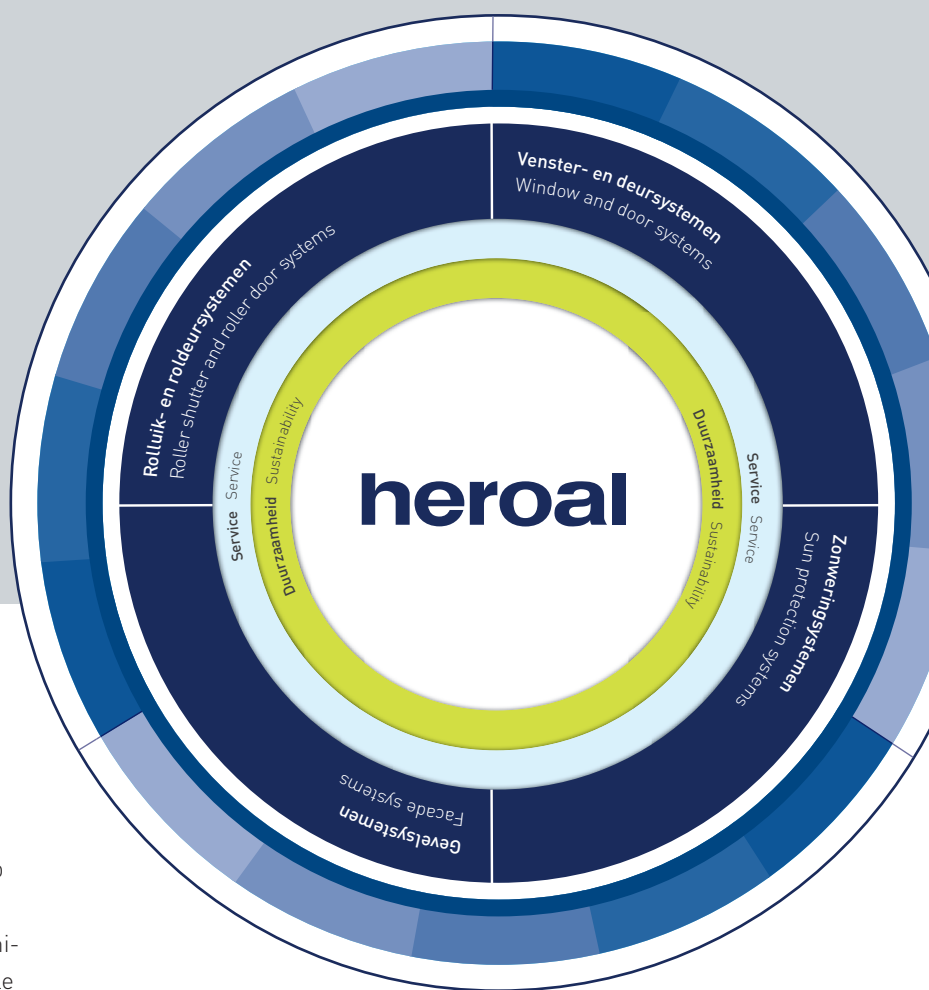 Venster- en deursystemen
Window and door systems
Rolluik- en roldeursystemen
Roller shutter and roller door systems
Service Service
Duurzaamheid Sustainability
heroal
Duurzaamheid Sustainability
Service Service
Zonweringsystemen
Sun protection systems
Facade systems
Gevelsystemen